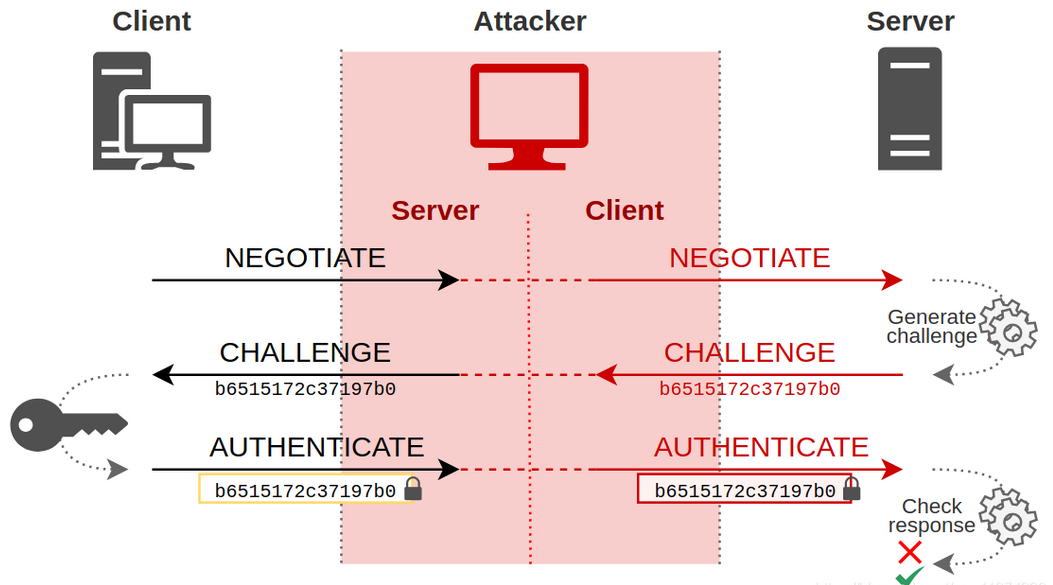 Client
Attacker
Server
Server
Client
NEGOTIATE
NEGOTIATE
Generate
challenge
CHALLENGE
CHALLENGE
b6515172c37197b0
b6515172c37197b0
AUTHENTICATE
AUTHENTICATE
b6515172c37197b0
b6515172c37197b0
Check
response